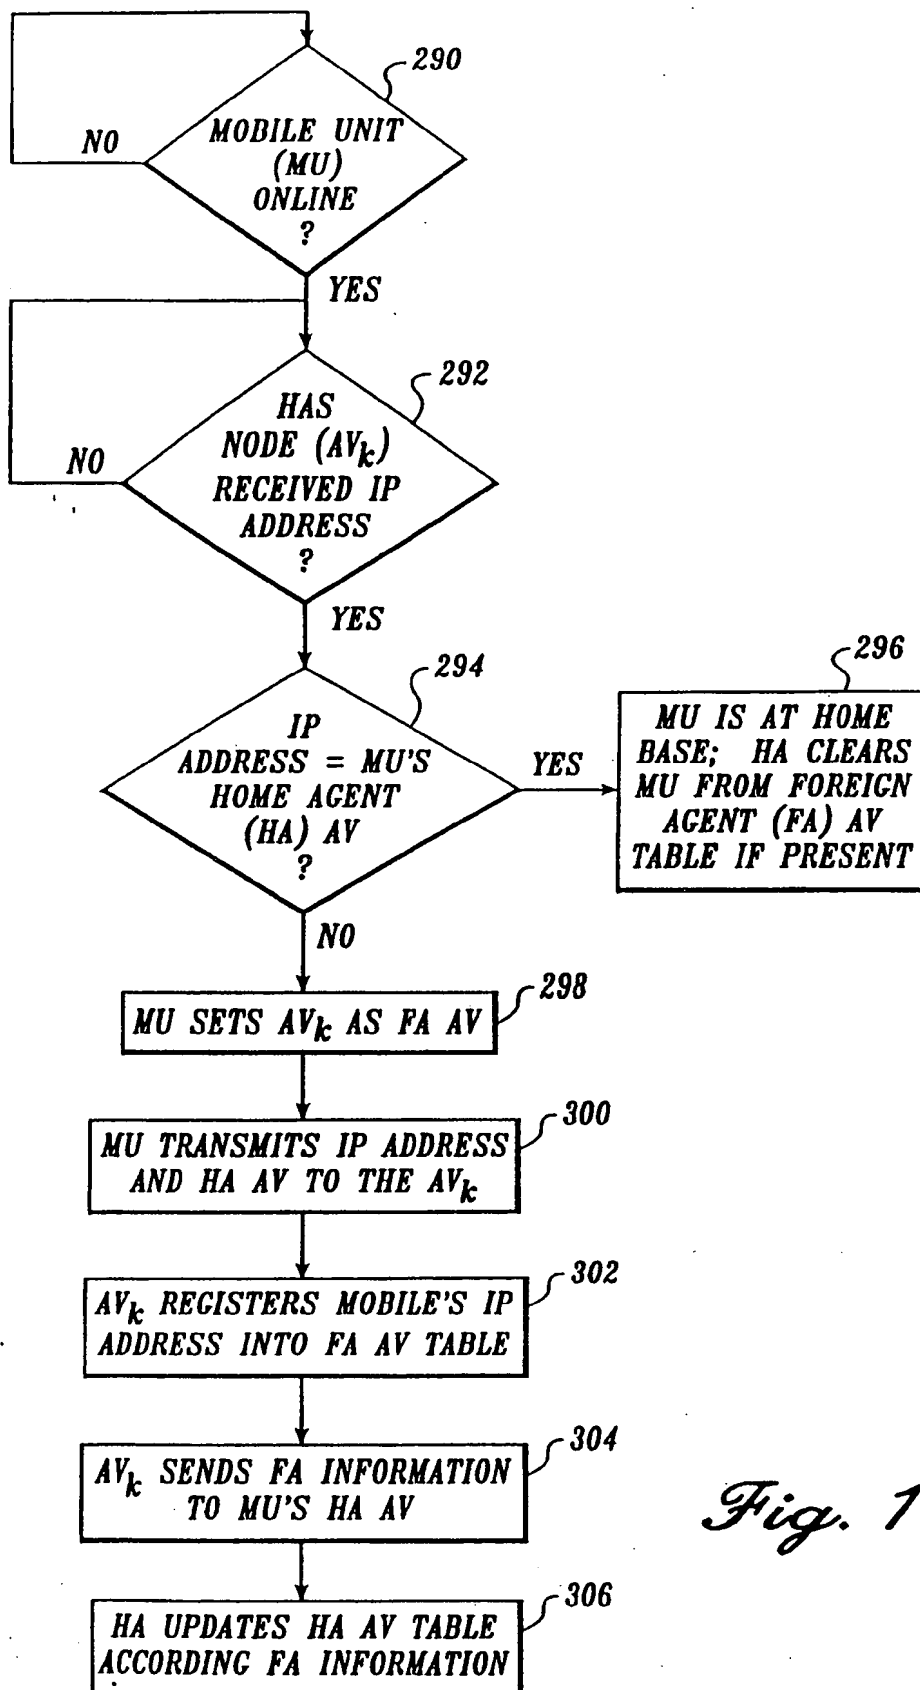 290
MOBILE UNIT
(MU)
ONLINE
?
NO
YES
292
HAS
NODE (AVk)
RECEIVED IP
ADDRESS
?
NO
YES
294
IP
ADDRESS = MU'S
HOME AGENT
(HA) AV
?
YES
296
MU IS AT HOME
BASE; HA CLEARS
MU FROM FOREIGN
AGENT (FA) AV
TABLE IF PRESENT
NO
298
MU SETS AVk AS FA AV
300
MU TRANSMITS IP ADDRESS
AND HA AV TO THE AVk
302
AVk REGISTERS MOBILE'S IP
ADDRESS INTO FA AV TABLE
304
AVk SENDS FA INFORMATION
TO MU'S HA AV
306
HA UPDATES HA AV TABLE
ACCORDING FA INFORMATION
Fig. 1